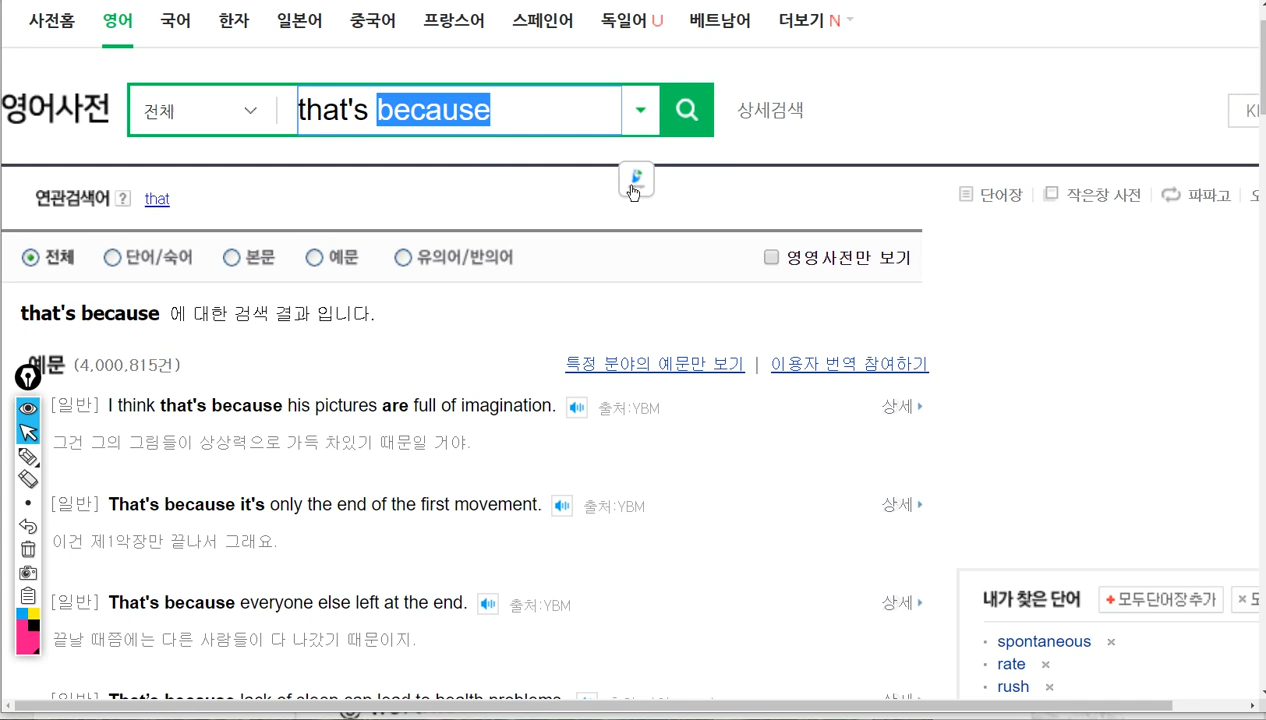 사전홈 영어 국어 한자 일본어 중국어 프랑스어 스페인어 독일어 U 베트남어 더보기 N
영어사전 전체 that's because 상세검색
연관검색어 ? that 단어장 작은창 사전 파파고
전체 단어/숙어 본문 예문 유의어/반의어 영영사전만 보기
that's because 에 대한 검색 결과 입니다.
예문 (4,000,815건) 특정 분야의 예문만 보기 | 이용자 번역 참여하기
[일반] I think that's because his pictures are full of imagination. 출처:YBM 상세
그건 그의 그림들이 상상력으로 가득 차있기 때문일 거야.
[일반] That's because it's only the end of the first movement. 출처:YBM 상세
이건 제1악장만 끝나서 그래요.
[일반] That's because everyone else left at the end. 출처:YBM 상세
끝날 때쯤에는 다른 사람들이 다 나갔기 때문이지.
내가 찾은 단어 모두단어장추가
spontaneous
rate
rush
[일반] That's because lack of sleep can lead to health problems.